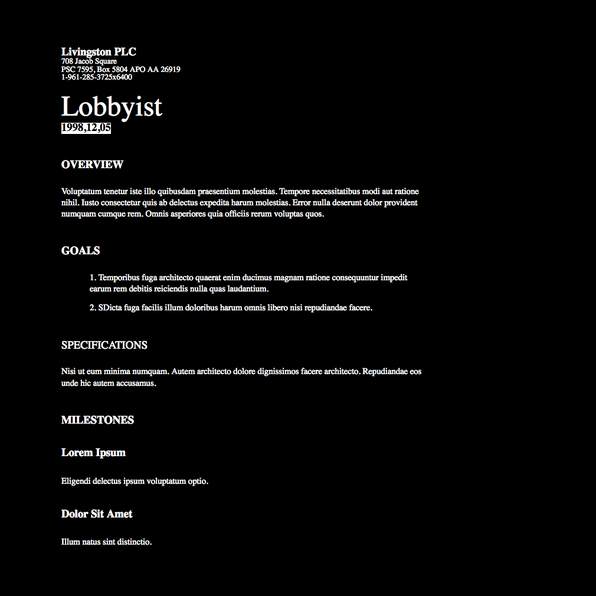 Livingston PLC
708 Jacob Square
PSC 7595, Box 5804 APO AA 26919
1-961-285-3725x6400
Lobbyist
1998,12,05
OVERVIEW
Voluptatum tenetur iste illo quibusdam praesentium molestias. Tempore necessitatibus modi aut ratione
nihil. Iusto consectetur quis ab delectus expedita harum molestias. Error nulla deserunt dolor provident
numquam cumque rem. Omnis asperiores quia officiis rerum voluptas quos.
GOALS
1. Temporibus fuga architecto quaerat enim ducimus magnam ratione consequuntur impedit
earum rem debitis reiciendis nulla quas laudantium.
2. SDicta fuga facilis illum doloribus harum omnis libero nisi repudiandae facere.
SPECIFICATIONS
Nisi ut eum minima numquam. Autem architecto dolore dignissimos facere architecto. Repudiandae eos
unde hic autem accusamus.
MILESTONES
Lorem Ipsum
Eligendi delectus ipsum voluptatum optio.
Dolor Sit Amet
Illum natus sint distinctio.